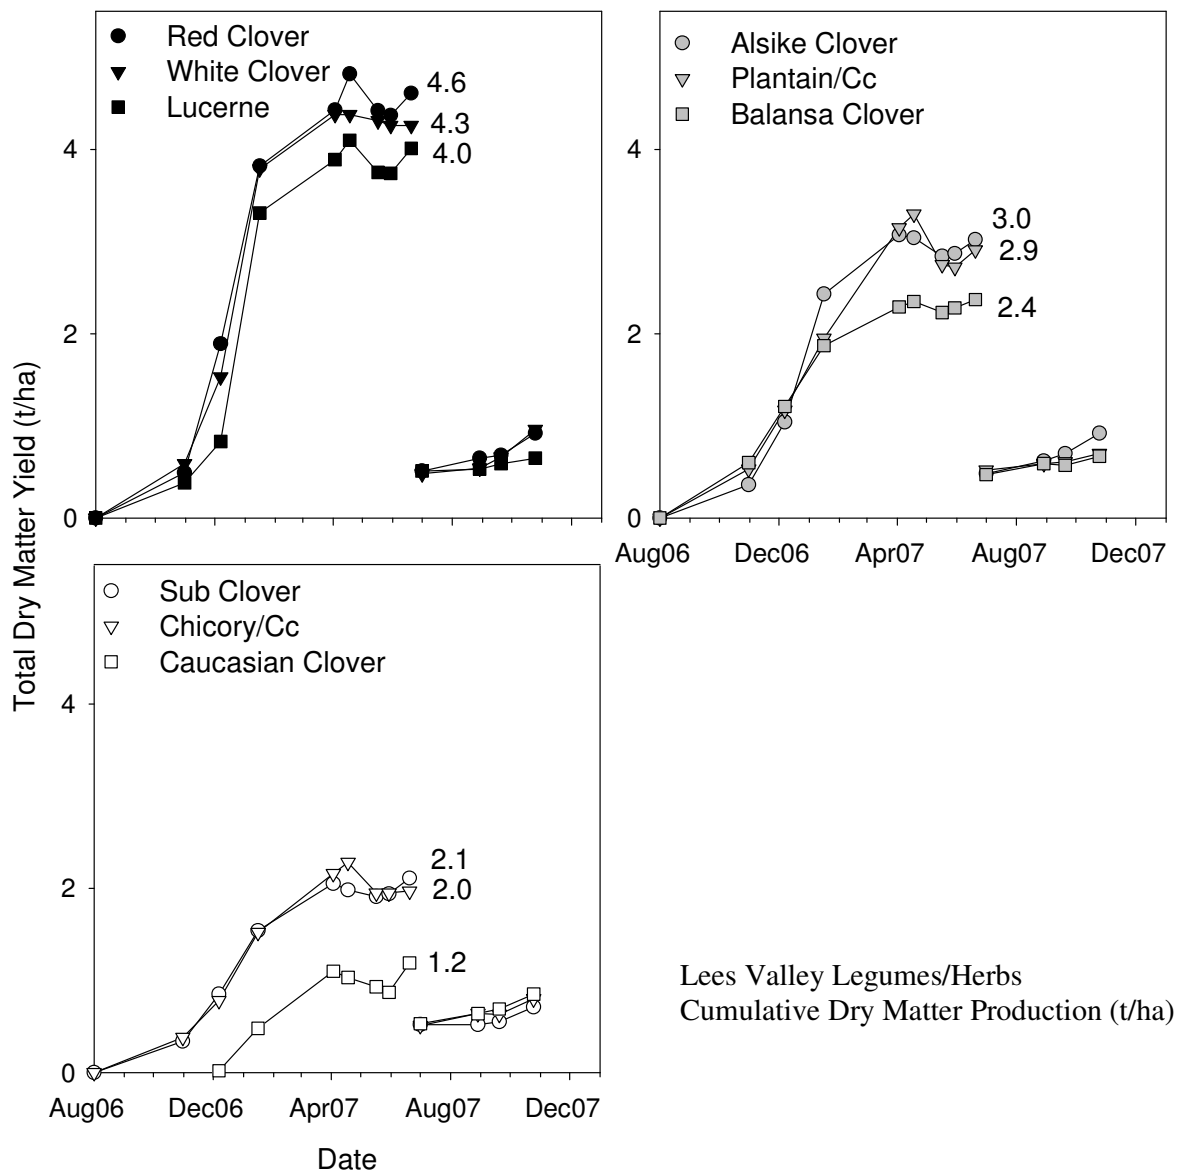 Red Clover
White Clover
Lucerne
4.6
4.3
4.0
4
2
0
Alsike Clover
Plantain/Cc
Balansa Clover
3.0
2.9
2.4
4
2
0
Aug06 Dec06 Apr07 Aug07 Dec07
Total Dry Matter Yield (t/ha)
Sub Clover
Chicory/Cc
Caucasian Clover
2.1
2.0
1.2
4
2
0
Aug06 Dec06 Apr07 Aug07 Dec07
Date
Lees Valley Legumes/Herbs
Cumulative Dry Matter Production (t/ha)